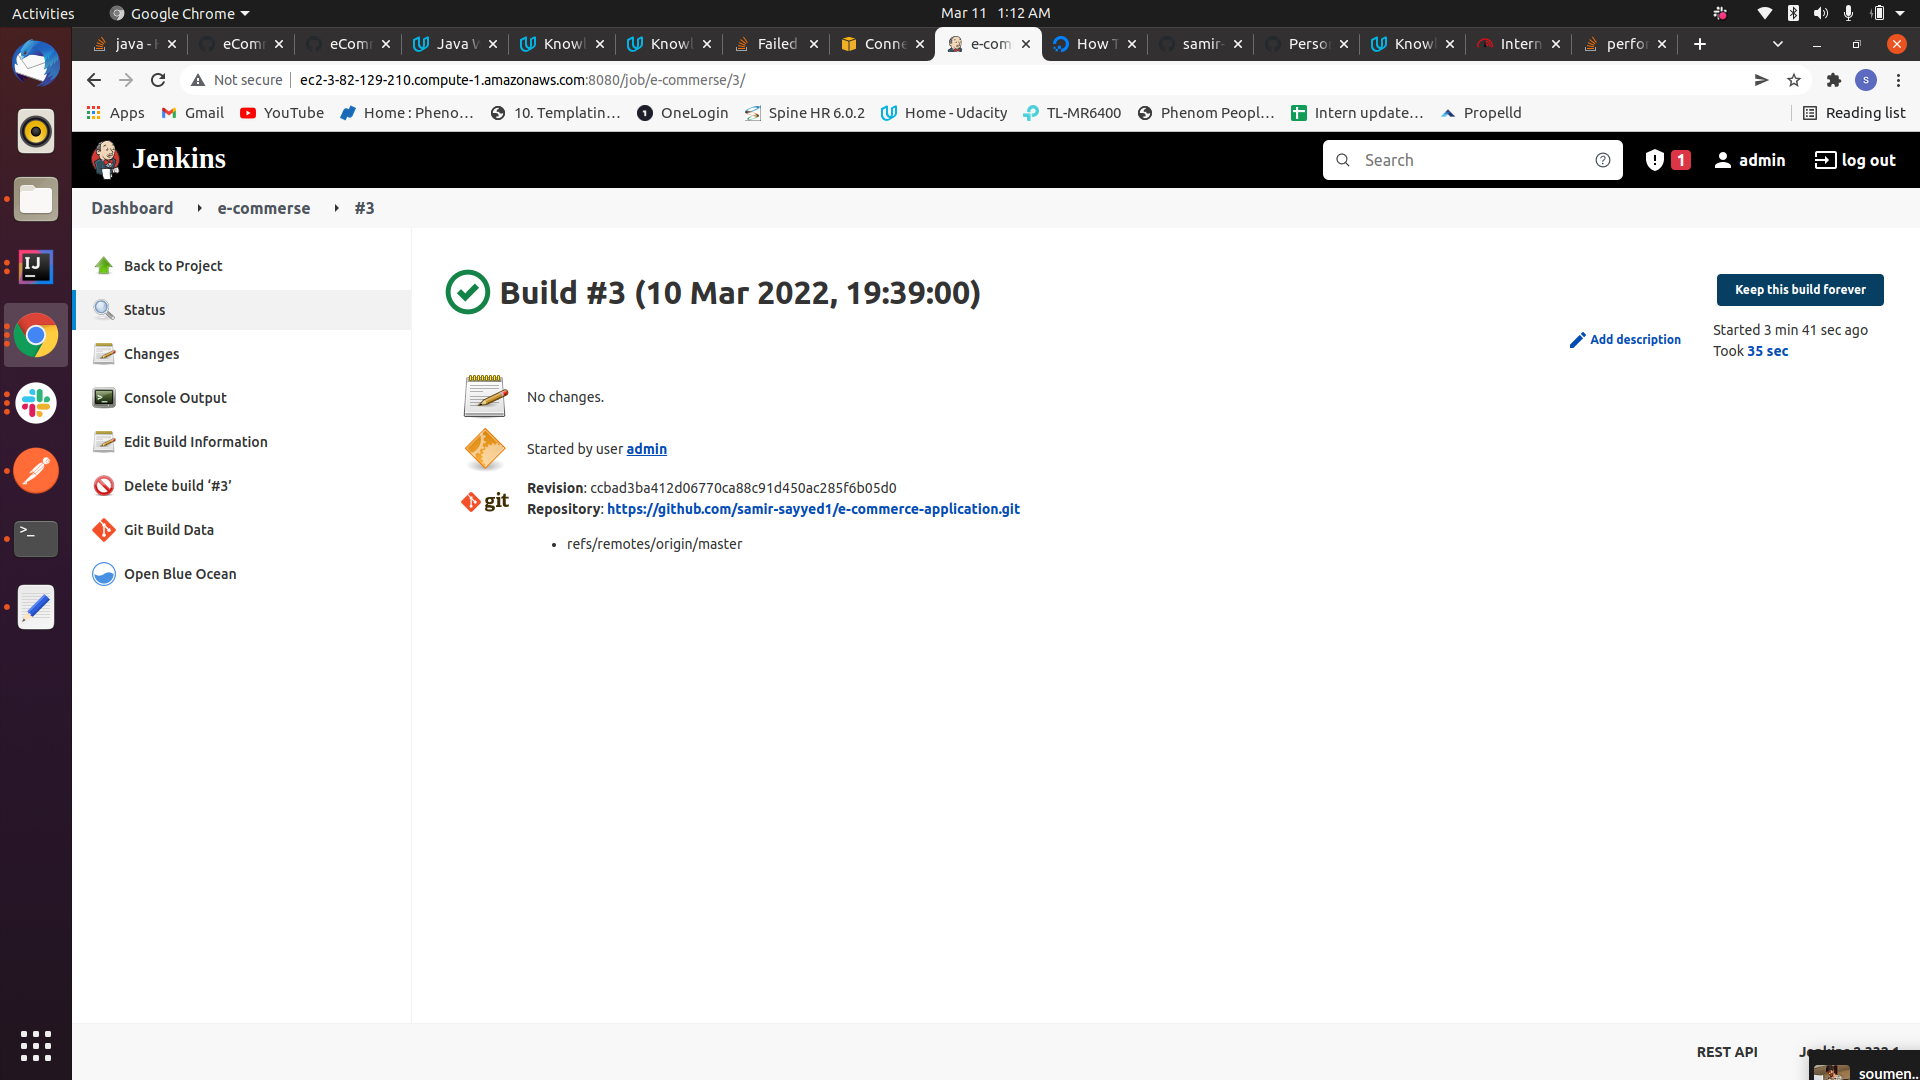 Activities Google Chrome Mar 11 1:12 AM
java - eComm eComm Java W Knowl Knowl Failed Conne e-com How T samir- Perso Knowl Intern perfor
Not secure ec2-3-82-129-210.compute-1.amazonaws.com:8080/job/e-commerse/3/
Apps Gmail YouTube Home : Pheno… 10. Templatin… OneLogin Spine HR 6.0.2 Home - Udacity TL-MR6400 Phenom Peopl… Intern update… Propelld Reading list
Jenkins Search 1 admin log out
Dashboard e-commerse #3
Back to Project
Status
Changes
Console Output
Edit Build Information
Delete build ‘#3’
Git Build Data
Open Blue Ocean
Build #3 (10 Mar 2022, 19:39:00)
Keep this build forever
Add description
Started 3 min 41 sec ago
Took 35 sec
No changes.
Started by user admin
git
Revision: ccbad3ba412d06770ca88c91d450ac285f6b05d0
Repository: https://github.com/samir-sayyed1/e-commerce-application.git
• refs/remotes/origin/master
REST API
soumen..